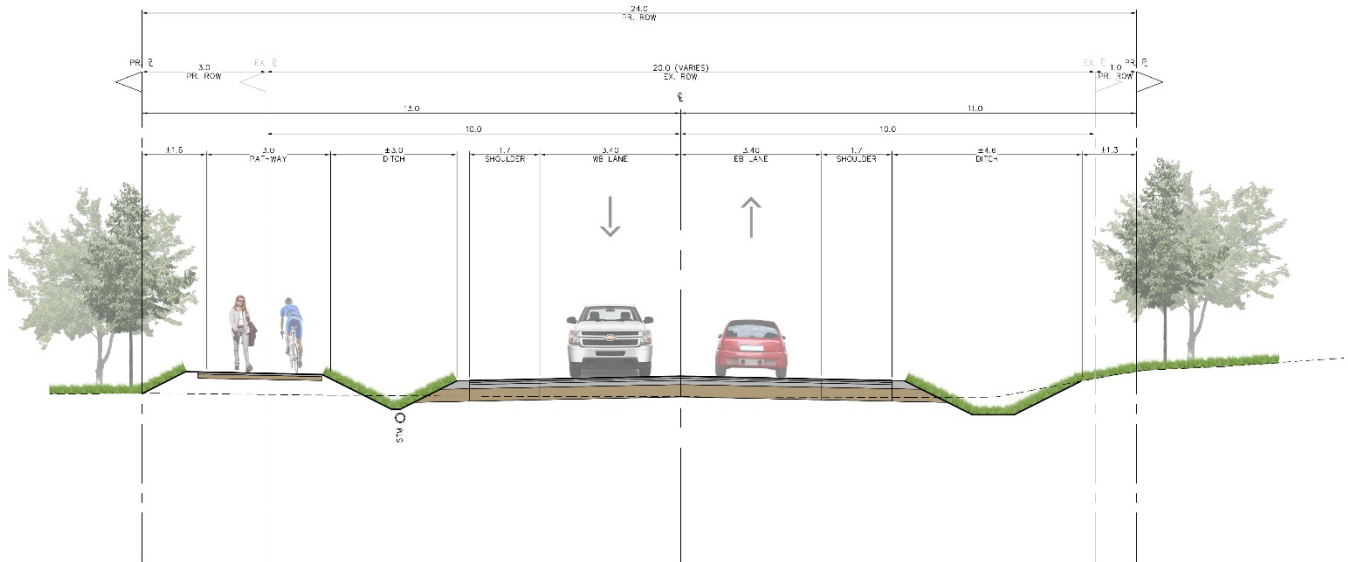 24.0
PR. ROW
PR. ℄
EX. ℄
EX. ℄
PR. ℄
3.0
PR. ROW
20.0 (VARIES)
EX. ROW
1.0
PR. ROW
℄
13.0
11.0
10.0
10.0
±1.6
3.0
PATHWAY
±3.0
DITCH
1.7
SHOULDER
3.40
WB LANE
3.40
EB LANE
1.7
SHOULDER
±4.6
DITCH
±1.3
STM